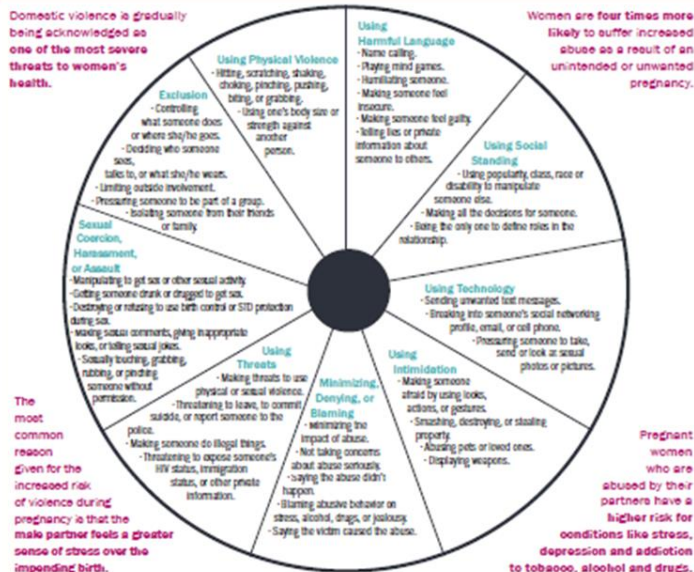 Domestic violence is gradually
being acknowledged as
one of the most severe
threats to women's
health.
Women are four times more
likely to suffer increased
abuse as a result of an
unintended or unwanted
pregnancy.
Using
Harmful Language
- Name calling.
- Playing mind games.
- Humiliating someone.
- Making someone feel
insecure.
- Making someone feel guilty.
- Telling lies or private
information about
someone to others.
Using Social
Standing
- Using popularity, class, race or
disability to manipulate
someone else.
- Making all the decisions for someone.
- Being the only one to define roles in the
relationship.
Using Technology
- Sending unwanted text messages.
- Breaking into someone's social networking
profile, email, or cell phone.
- Pressuring someone to take,
send or look at sexual
photos or pictures.
Using
Intimidation
- Making someone
afraid by using looks,
actions, or gestures.
- Smashing, destroying, or stealing
property.
- Abusing pets or loved ones.
- Displaying weapons.
Minimizing,
Denying, or
Blaming
- Minimizing the
impact of abuse.
- Not taking concerns
about abuse seriously.
- Saying the abuse didn't
happen.
- Blaming abusive behavior on
stress, alcohol, drugs, or jealousy.
- Saying the victim caused the abuse.
Using
Threats
- Making threats to use
physical or sexual violence.
- Threatening to leave, to commit
suicide, or report someone to the
police.
- Making someone do illegal things.
- Threatening to expose someone's
HIV status, immigration
status, or other private
information.
Sexual
Coercion,
Harassment,
or Assault
- Manipulating to get sex or other sexual activity.
- Getting someone drunk or drugged to get sex.
- Destroying or refusing to use birth control or STD protection
during sex.
- Making sexual comments, giving inappropriate
looks, or telling sexual jokes.
- Sexually touching, grabbing,
rubbing, or pinching
someone without
permission.
Exclusion
- Controlling
what someone does
or where she/he goes.
- Deciding who someone
sees,
talks to, or what she/he wears.
- Limiting outside involvement.
- Pressuring someone to be part of a group.
- Isolating someone from their friends
or family.
Using Physical Violence
- Hitting, scratching, shaking,
choking, pinching, pushing,
biting, or grabbing.
- Using one's body size or
strength against
another
person.
The
most
common
reason
given for the
increased risk
of violence during
pregnancy is that the
male partner feels a greater
sense of stress over the
impending birth.
Pregnant
women
who are
abused by their
partners have a
higher risk for
conditions like stress,
depression and addiction
to tobacco, alcohol and drugs.